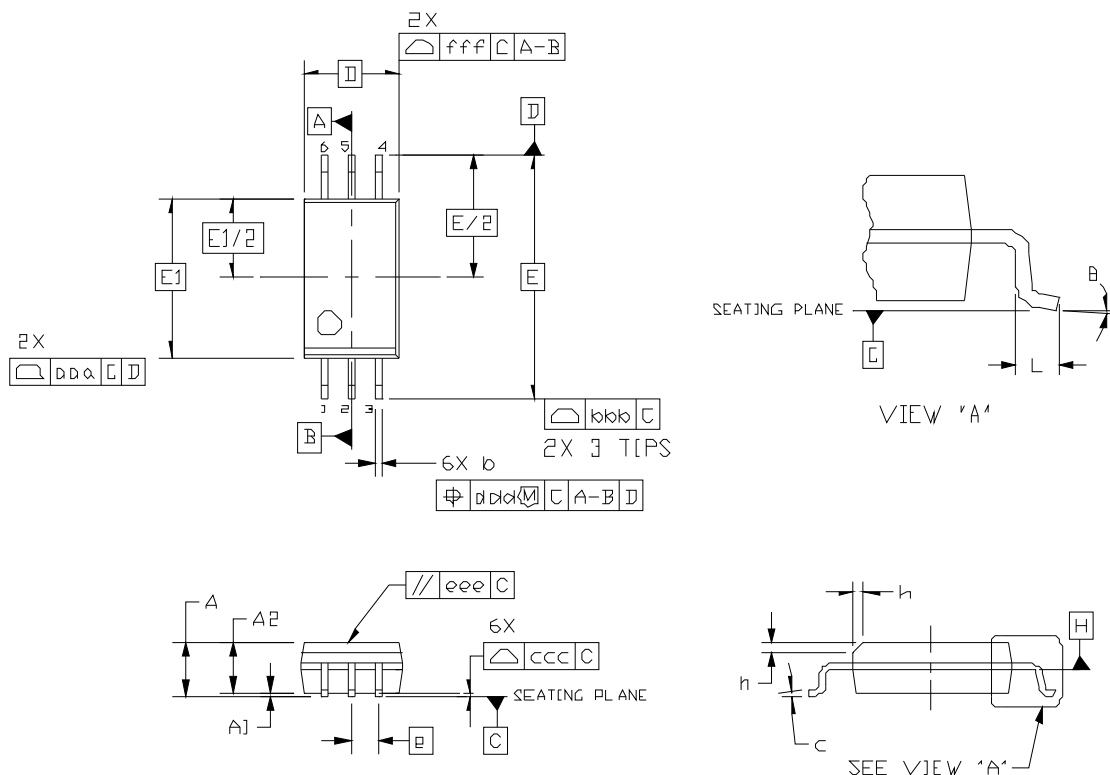 2X
fff C A-B
D
A
D
6 5 4
E1/2
E/2
E1
E
2X
aaa C D
1 2 3
bbb C
2X 3 TIPS
B
6X b
ddd M C A-B D
SEATING PLANE
θ
C
L
VIEW "A"
// eee C
A
A2
6X
ccc C
SEATING PLANE
A1
e
C
h
H
h
c
SEE VIEW "A"